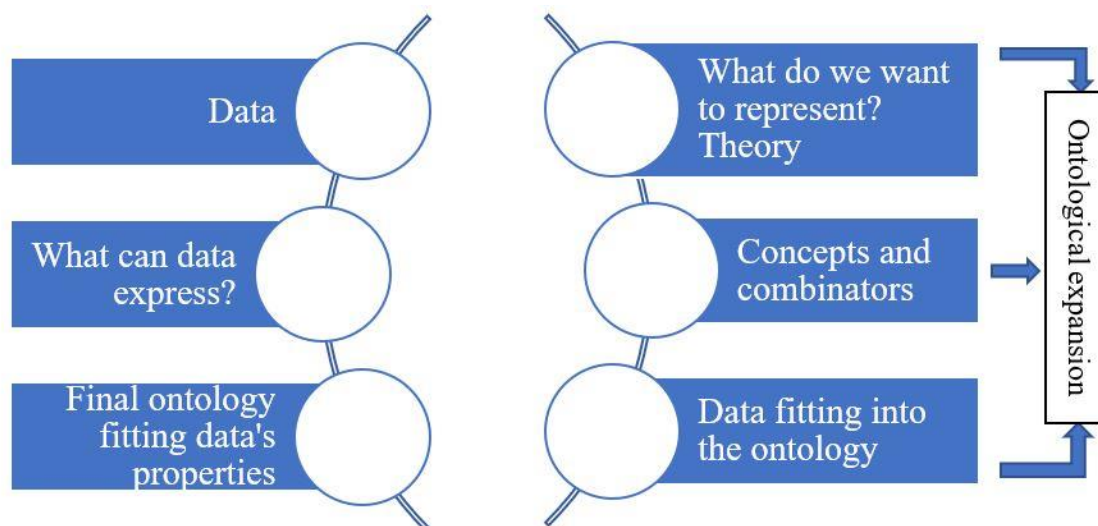 Data
What can data
express?
Final ontology
fitting data's
properties
What do we want
to represent?
Theory
Concepts and
combinators
Data fitting into
the ontology
Ontological expansion